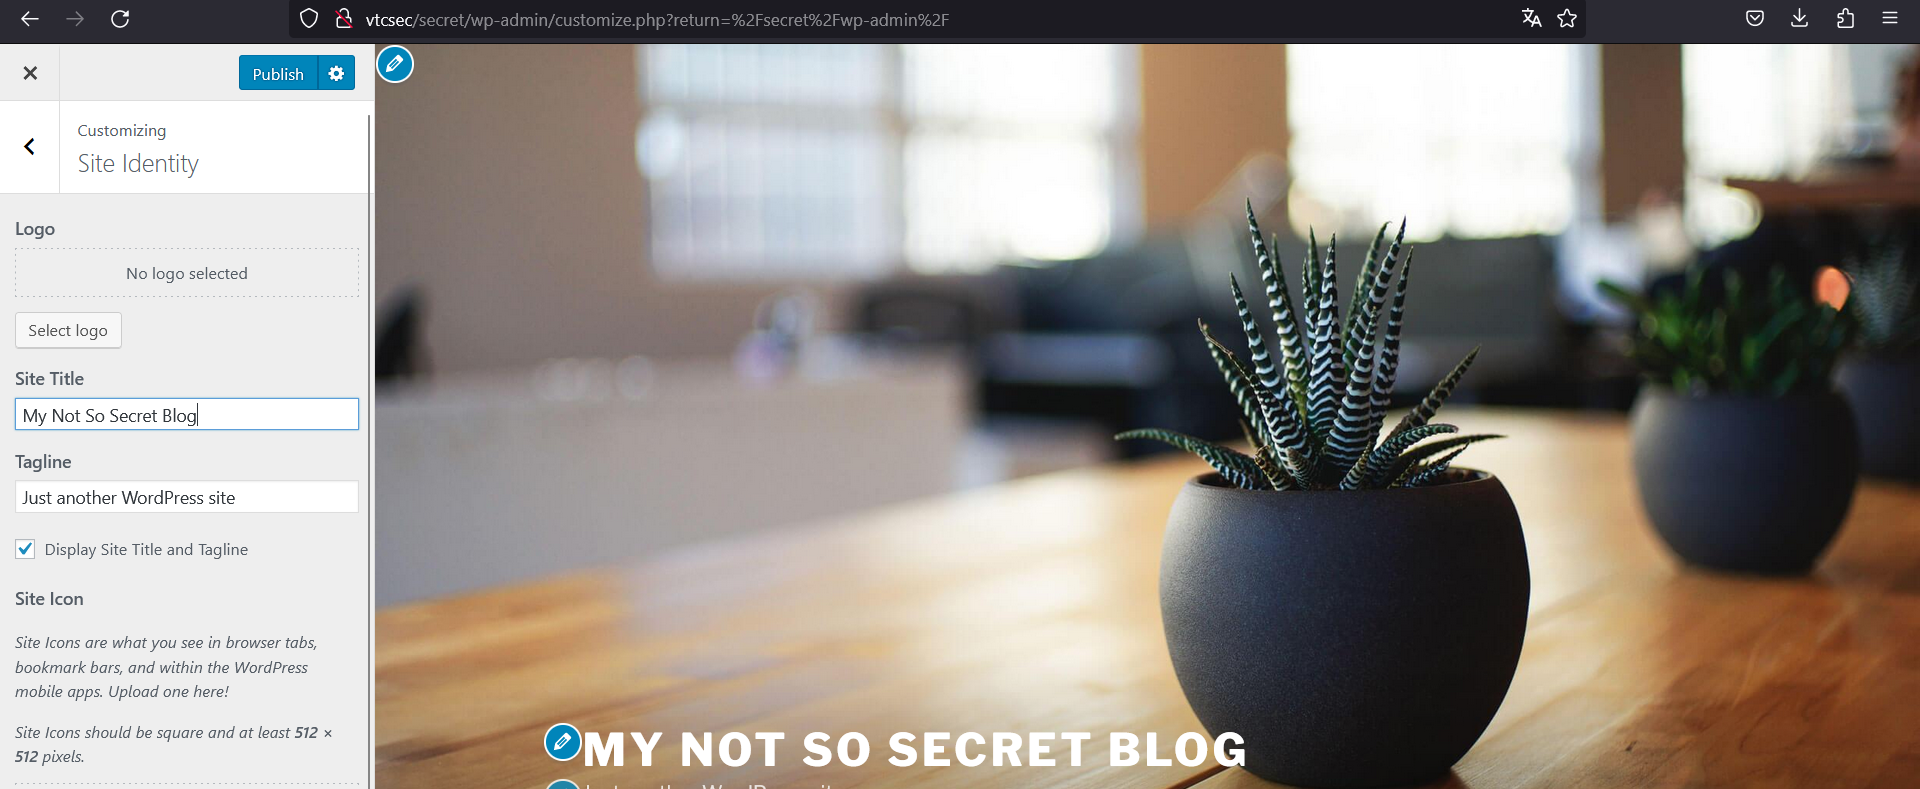 vtcsec/secret/wp-admin/customize.php?return=%2Fsecret%2Fwp-admin%2F
Publish
Customizing
Site Identity
Logo
No logo selected
Select logo
Site Title
My Not So Secret Blog
Tagline
Just another WordPress site
Display Site Title and Tagline
Site Icon
Site Icons are what you see in browser tabs,
bookmark bars, and within the WordPress
mobile apps. Upload one here!
Site Icons should be square and at least 512 ×
512 pixels.
MY NOT SO SECRET BLOG
Just another WordPress site